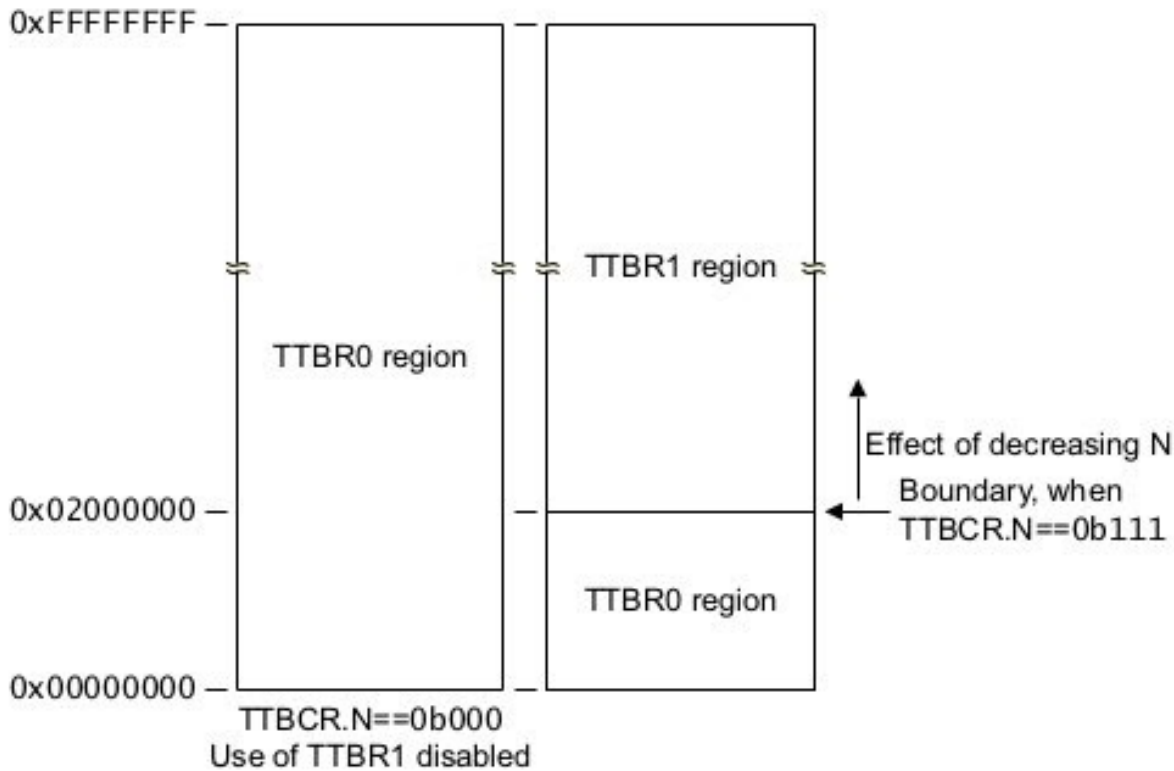 0xFFFFFFFF
TTBR1 region
TTBR0 region
Effect of decreasing N
0x02000000
Boundary, when
TTBCR.N==0b111
TTBR0 region
0x00000000
TTBCR.N==0b000
Use of TTBR1 disabled